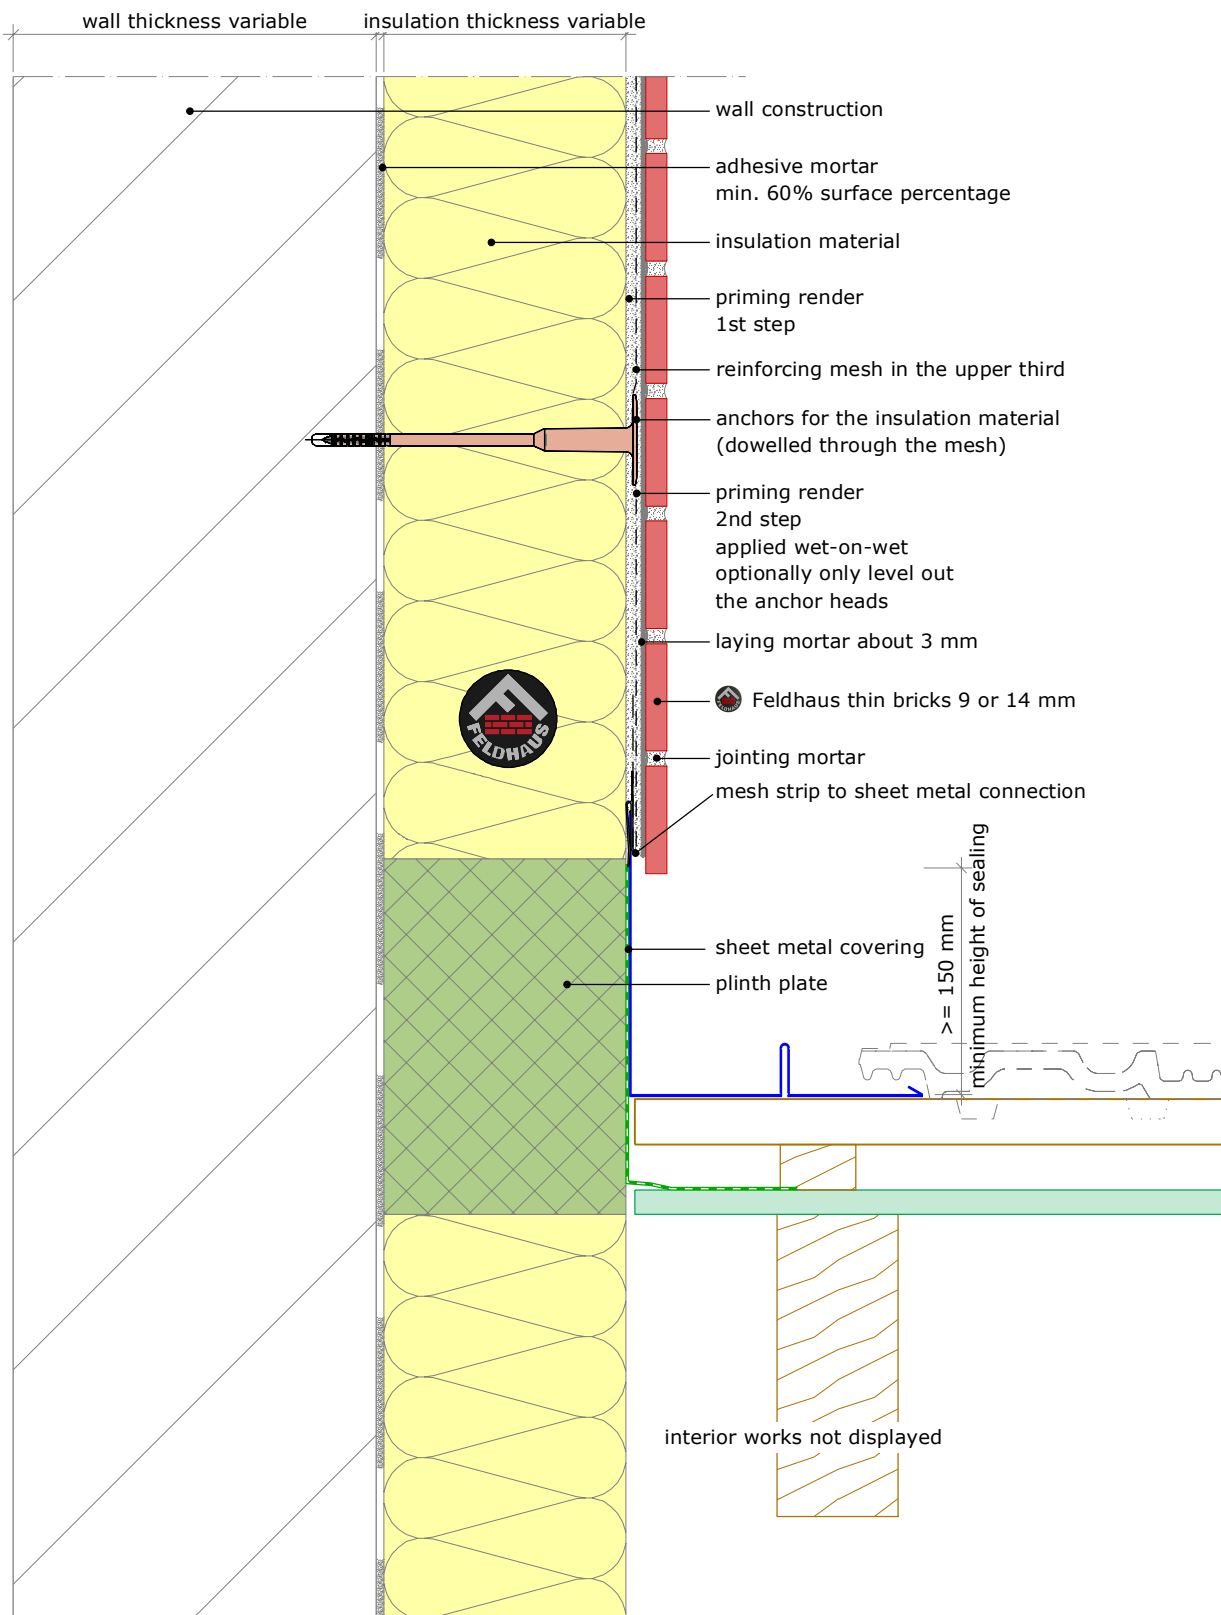 wall thickness variable
insulation thickness variable
wall construction
adhesive mortar
min. 60% surface percentage
insulation material
priming render
1st step
reinforcing mesh in the upper third
anchors for the insulation material
(dowelled through the mesh)
priming render
2nd step
applied wet-on-wet
optionally only level out
the anchor heads
laying mortar about 3 mm
FELDHAUS
FELDHAUS
Feldhaus thin bricks 9 or 14 mm
jointing mortar
mesh strip to sheet metal connection
sheet metal covering
plinth plate
>= 150 mm
minimum height of sealing
interior works not displayed